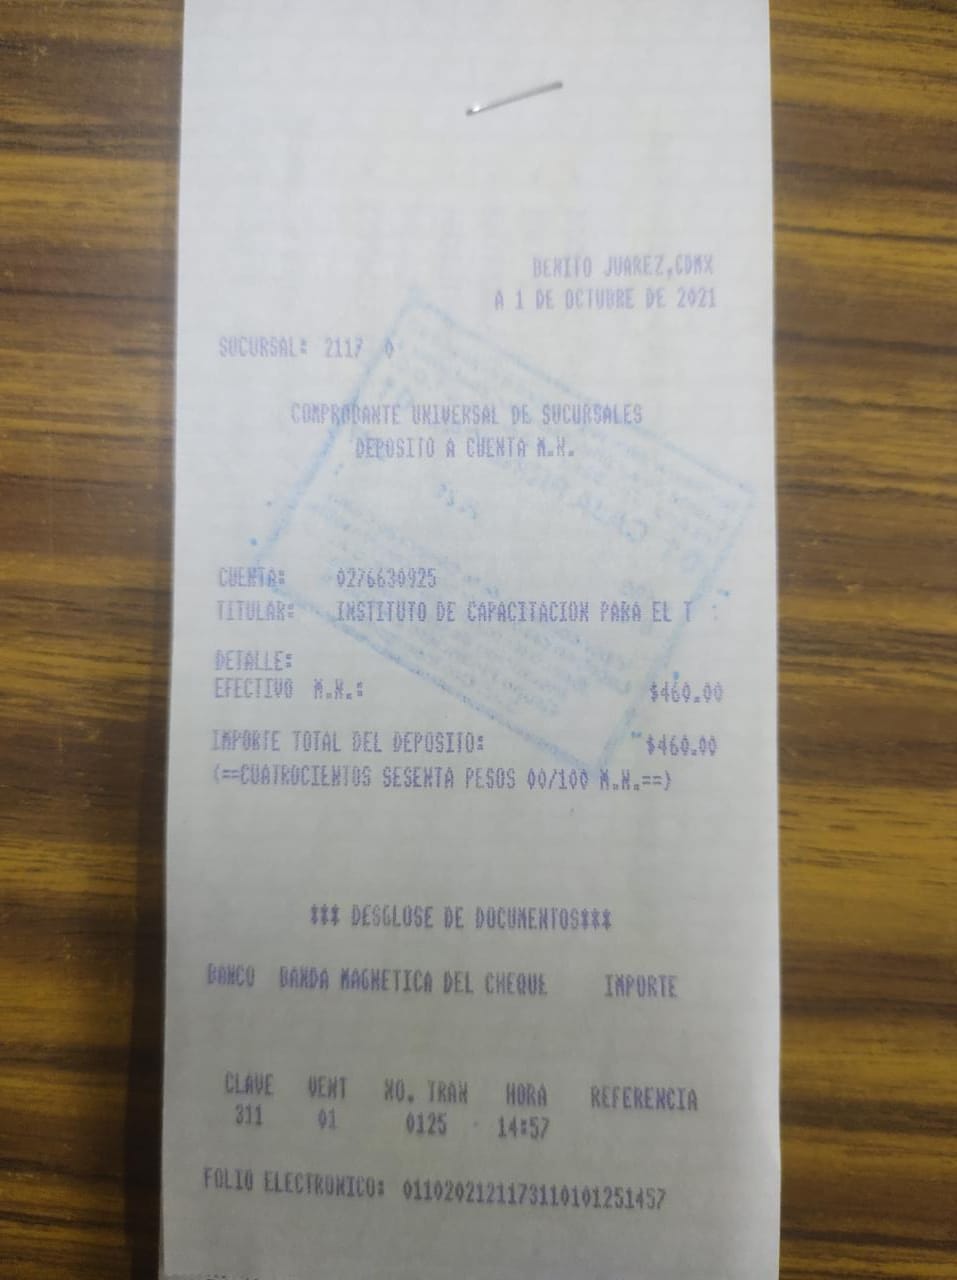 BENITO JUAREZ,CDMX
A 1 DE OCTUBRE DE 2021
SUCURSAL: 2117 0
COMPROBANTE UNIVERSAL DE SUCURSALES
DEPOSITO A CUENTA M.N.
CUENTA: 0276630925
TITULAR: INSTITUTO DE CAPACITACION PARA EL T
DETALLE:
EFECTIVO M.N.: $460.00
IMPORTE TOTAL DEL DEPOSITO: $460.00
(==CUATROCIENTOS SESENTA PESOS 00/100 M.N.==)
*** DESGLOSE DE DOCUMENTOS***
BANCO BANDA MAGNETICA DEL CHEQUE IMPORTE
CLAVE VENT NO. TRAN HORA REFERENCIA
311 01 0125 14:57
FOLIO ELECTRONICO: 0110202121173110101251457